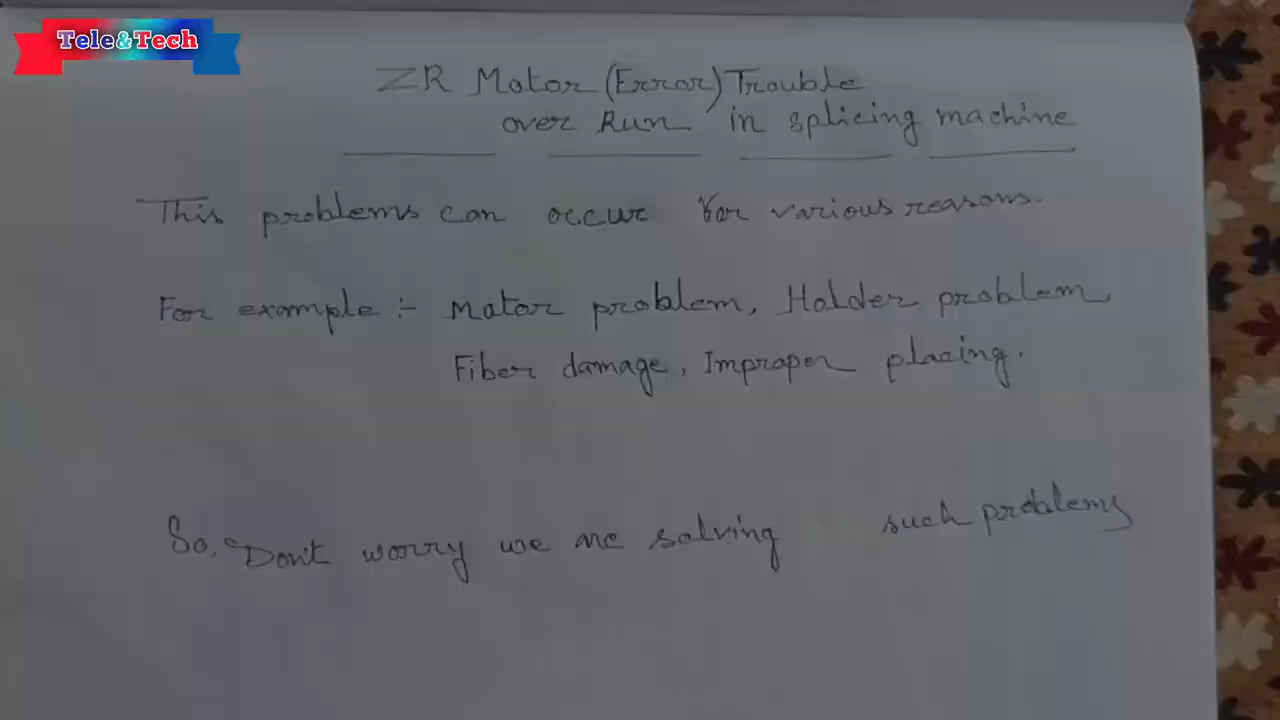 Tele&Tech
ZR Motor (Error) Trouble
over Run in splicing machine
This problems can occur for various reasons.
For example :- Motor problem, Holder problem,
Fiber damage, Improper placing.
So, Don't worry we are solving such problems